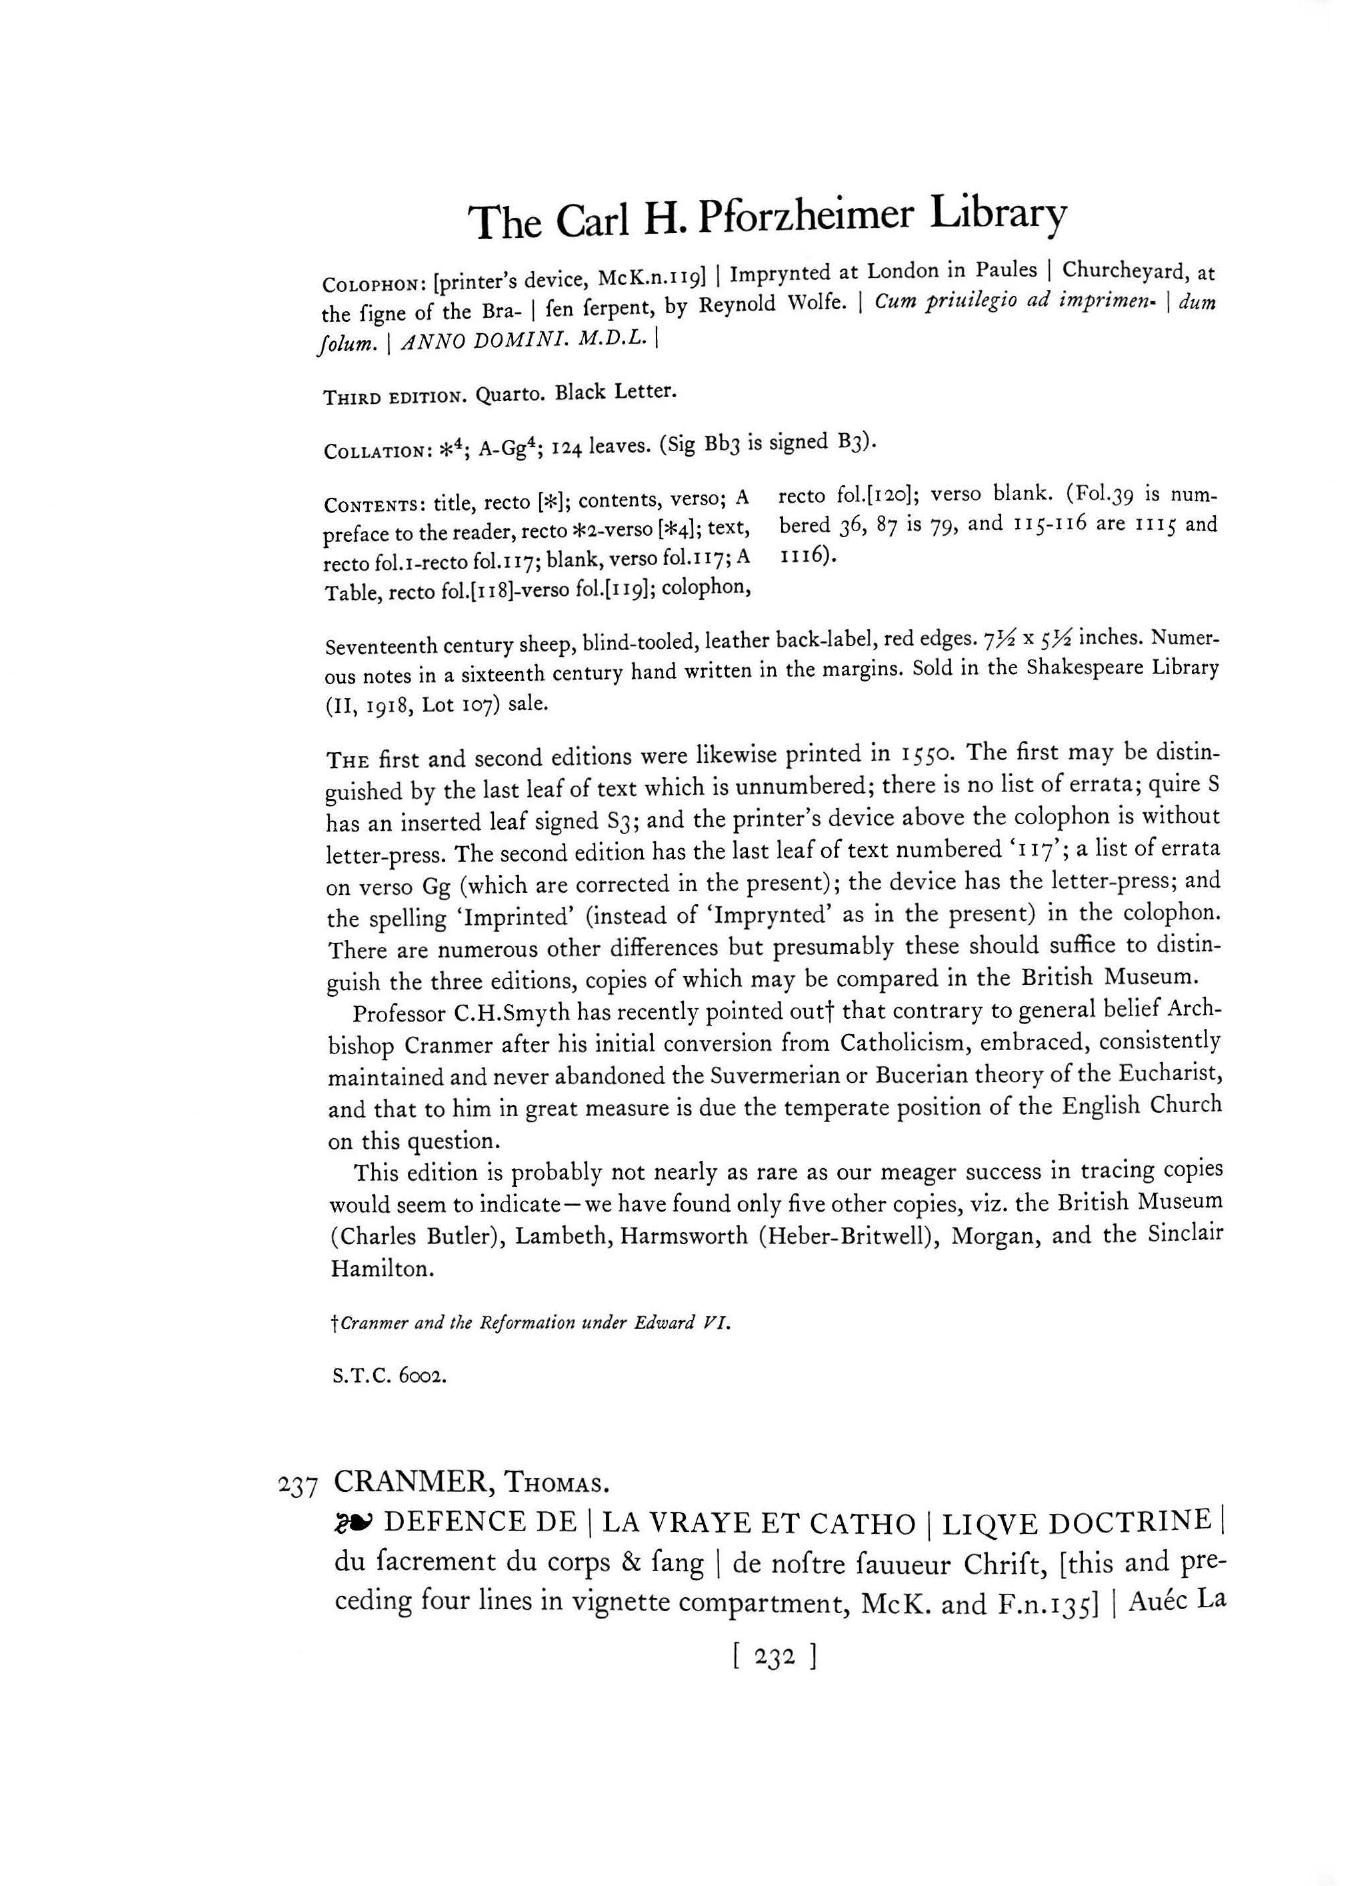 The Carl H. Pforzheimer Library
COLOPHON: [printer's device, McK.n.119] | Imprynted at London in Paules | Churcheyard, at
the ſigne of the Bra- | ſen ſerpent, by Reynold Wolfe. | Cum priuilegio ad imprimen- | dum
ſolum. | ANNO DOMINI. M.D.L. |
THIRD EDITION. Quarto. Black Letter.
COLLATION: *⁴; A-Gg⁴; 124 leaves. (Sig Bb3 is signed B3).
CONTENTS: title, recto [*]; contents, verso; A
preface to the reader, recto *2-verso [*4]; text,
recto fol.1-recto fol.117; blank, verso fol.117; A
Table, recto fol.[118]-verso fol.[119]; colophon,
recto fol.[120]; verso blank. (Fol.39 is num-
bered 36, 87 is 79, and 115-116 are 1115 and
1116).
Seventeenth century sheep, blind-tooled, leather back-label, red edges. 7½ x 5½ inches. Numer-
ous notes in a sixteenth century hand written in the margins. Sold in the Shakespeare Library
(II, 1918, Lot 107) sale.
THE first and second editions were likewise printed in 1550. The first may be distin-
guished by the last leaf of text which is unnumbered; there is no list of errata; quire S
has an inserted leaf signed S3; and the printer's device above the colophon is without
letter-press. The second edition has the last leaf of text numbered ‘117’; a list of errata
on verso Gg (which are corrected in the present); the device has the letter-press; and
the spelling ‘Imprinted’ (instead of ‘Imprynted’ as in the present) in the colophon.
There are numerous other differences but presumably these should suffice to distin-
guish the three editions, copies of which may be compared in the British Museum.
Professor C.H.Smyth has recently pointed out† that contrary to general belief Arch-
bishop Cranmer after his initial conversion from Catholicism, embraced, consistently
maintained and never abandoned the Suvermerian or Bucerian theory of the Eucharist,
and that to him in great measure is due the temperate position of the English Church
on this question.
This edition is probably not nearly as rare as our meager success in tracing copies
would seem to indicate—we have found only five other copies, viz. the British Museum
(Charles Butler), Lambeth, Harmsworth (Heber-Britwell), Morgan, and the Sinclair
Hamilton.
†Cranmer and the Reformation under Edward VI.
S.T.C. 6002.
237 CRANMER, THOMAS.
❧ DEFENCE DE | LA VRAYE ET CATHO | LIQVE DOCTRINE |
du ſacrement du corps & ſang | de noſtre ſauueur Chriſt, [this and pre-
ceding four lines in vignette compartment, McK. and F.n.135] | Auéc La
[ 232 ]